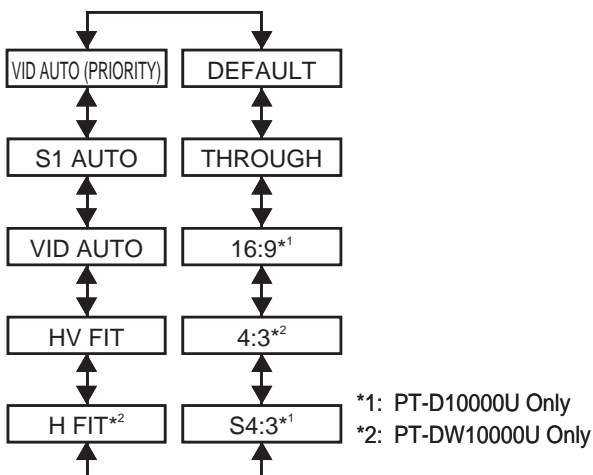 VID AUTO (PRIORITY)
S1 AUTO
VID AUTO
HV FIT
H FIT*2
DEFAULT
THROUGH
16:9*1
4:3*2
S4:3*1
*1: PT-D10000U Only
*2: PT-DW10000U Only